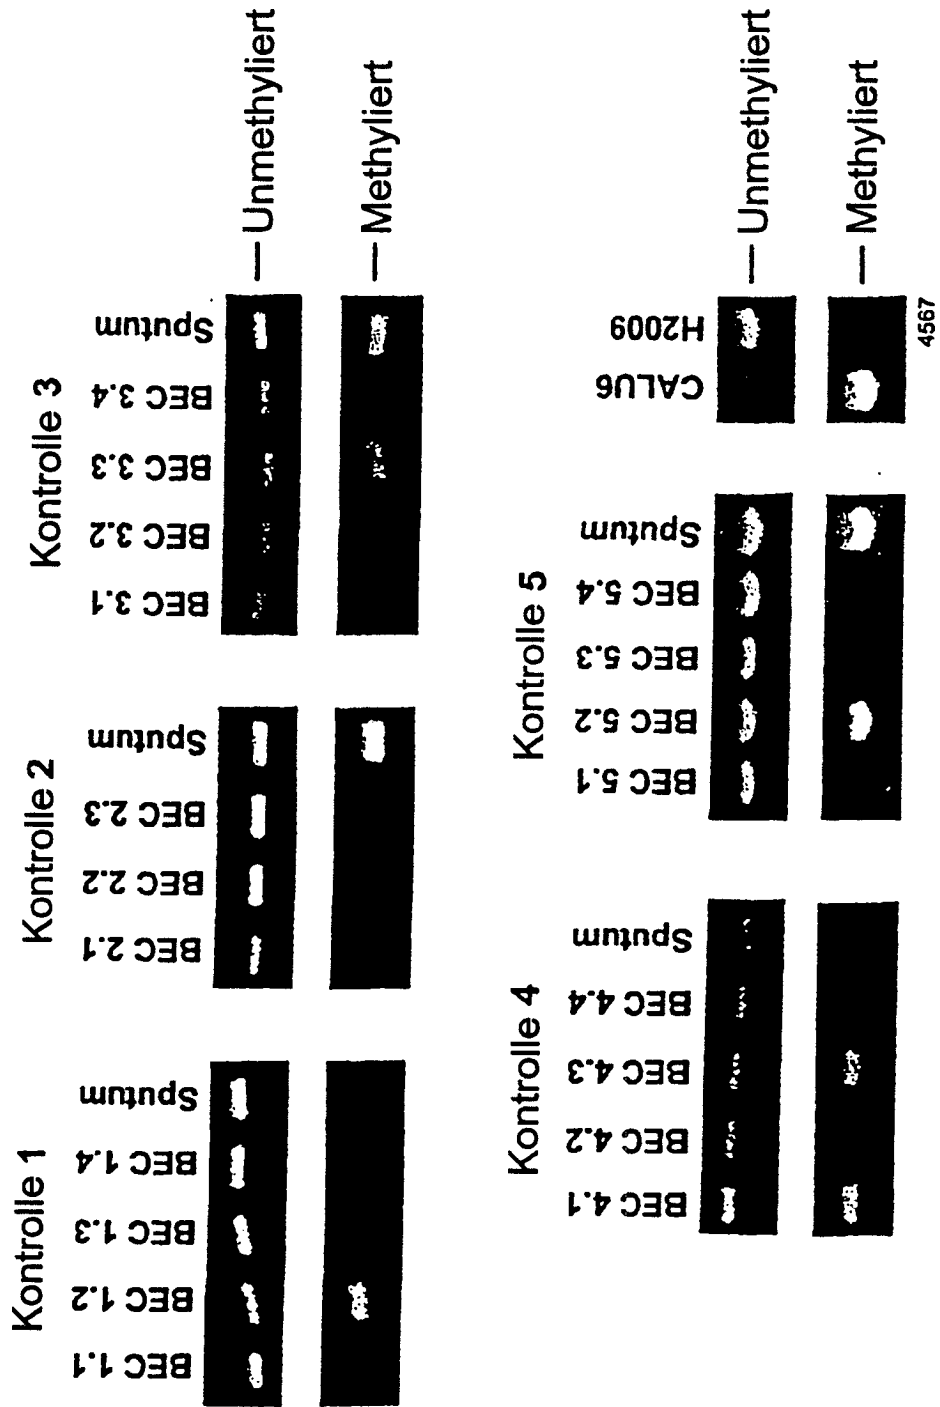 Kontrolle 1
BEC 1.1
BEC 1.2
BEC 1.3
BEC 1.4
Sputum
Kontrolle 2
BEC 2.1
BEC 2.2
BEC 2.3
Sputum
Kontrolle 3
BEC 3.1
BEC 3.2
BEC 3.3
BEC 3.4
Sputum
Unmethyliert
Methyliert
Kontrolle 4
BEC 4.1
BEC 4.2
BEC 4.3
BEC 4.4
Sputum
Kontrolle 5
BEC 5.1
BEC 5.2
BEC 5.3
BEC 5.4
Sputum
CALU6
H2009
Unmethyliert
Methyliert
4567